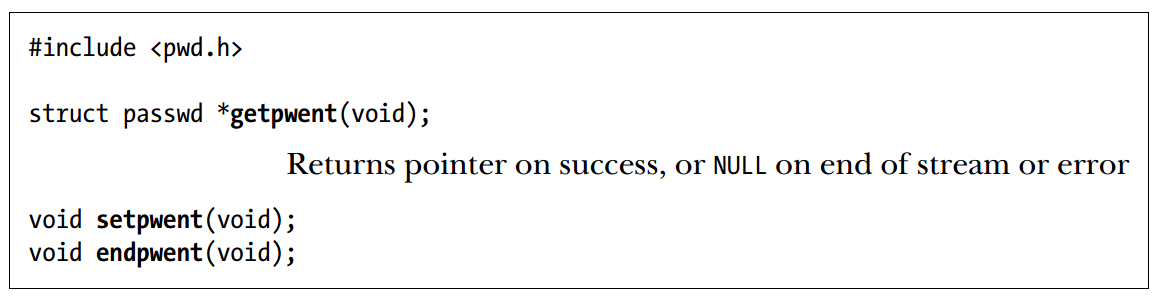 #include <pwd.h>
struct passwd *getpwent(void);
Returns pointer on success, or NULL on end of stream or error
void setpwent(void);
void endpwent(void);